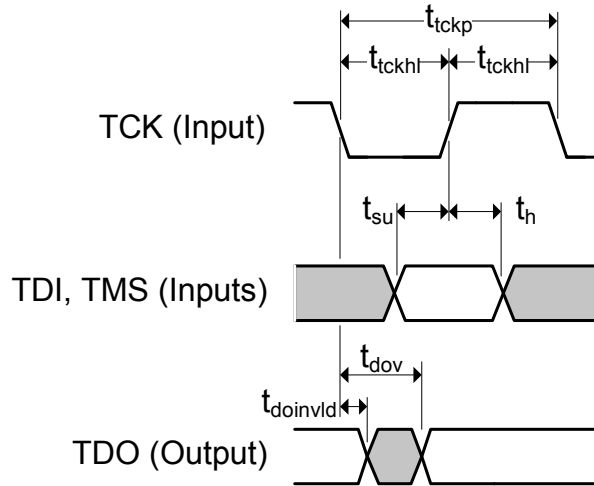 ttckp
ttckhl ttckhl
TCK (Input)
tsu th
TDI, TMS (Inputs)
tdov
tdoinvld
TDO (Output)